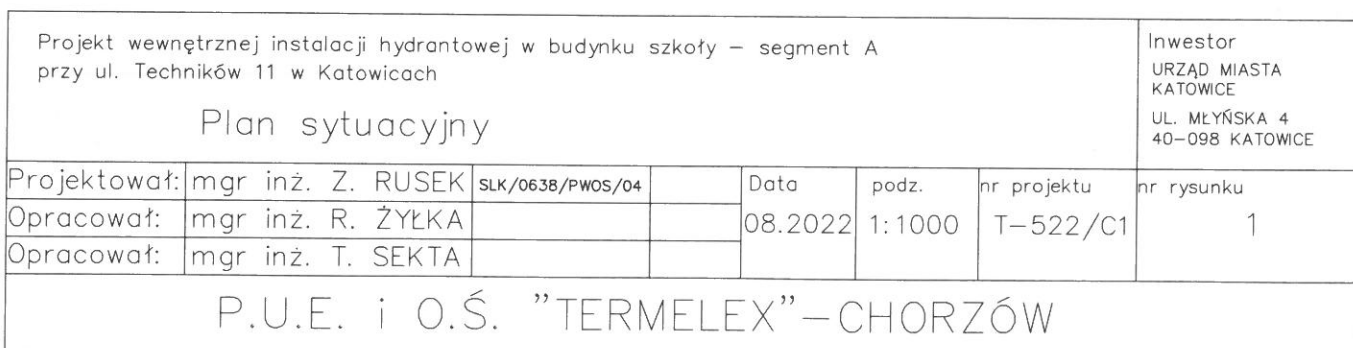 Projekt wewnętrznej instalacji hydrantowej w budynku szkoły – segment A
przy ul. Techników 11 w Katowicach
Plan sytuacyjny
Inwestor
URZĄD MIASTA
KATOWICE
UL. MŁYŃSKA 4
40–098 KATOWICE
Projektował: mgr inż. Z. RUSEK SLK/0638/PWOS/04
Opracował: mgr inż. R. ŻYŁKA
Opracował: mgr inż. T. SEKTA
Data podz. nr projektu nr rysunku
08.2022 1:1000 T–522/C1 1
P.U.E. i O.Ś. ”TERMELEX”–CHORZÓW